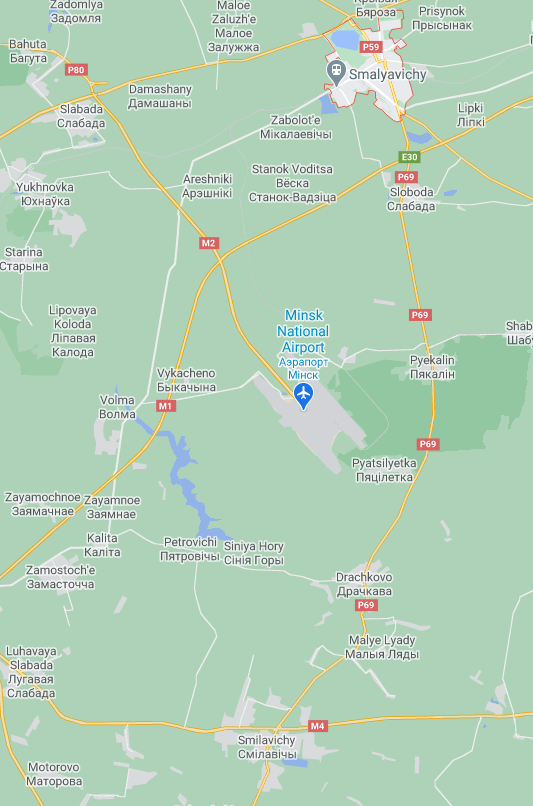 Zadomlya
Задомля
Maloe
Zaluzh'e
Малое
Залужжа
Бяроза
Prisynok
Прысынак
P59
Bahuta
Багута
P80
Smalyavichy
Damashany
Дамашаны
Slabada
Слабада
Zabolot'e
Мікалаевічы
Lipki
Ліпкі
E30
P69
Stanok Voditsa
Вёска
Станок-Вадзіца
Areshniki
Арэшнікі
Yukhnovka
Юхнаўка
Sloboda
Слабада
M2
Starina
Старына
Lipovaya
Koloda
Ліпавая
Калода
Minsk
National
Airport
Аэрапорт
Мінск
P69
Shab
Шабу
Pyekalin
Пякалін
Vykacheno
Быкачына
Volma
Волма
M1
P69
Pyatsilyetka
Пяцілетка
Zayamochnoe
Заямачнае
Zayamnoe
Заямнае
Kalita
Каліта
Petrovichi
Пятровічы
Siniya Hory
Сінія Горы
Zamostoch'e
Замасточча
Drachkovo
Драчкава
P69
Malye Lyady
Малыя Ляды
Luhavaya
Slabada
Лугавая
Слабада
M4
Smilavichy
Смілавічы
Motorovo
Маторова